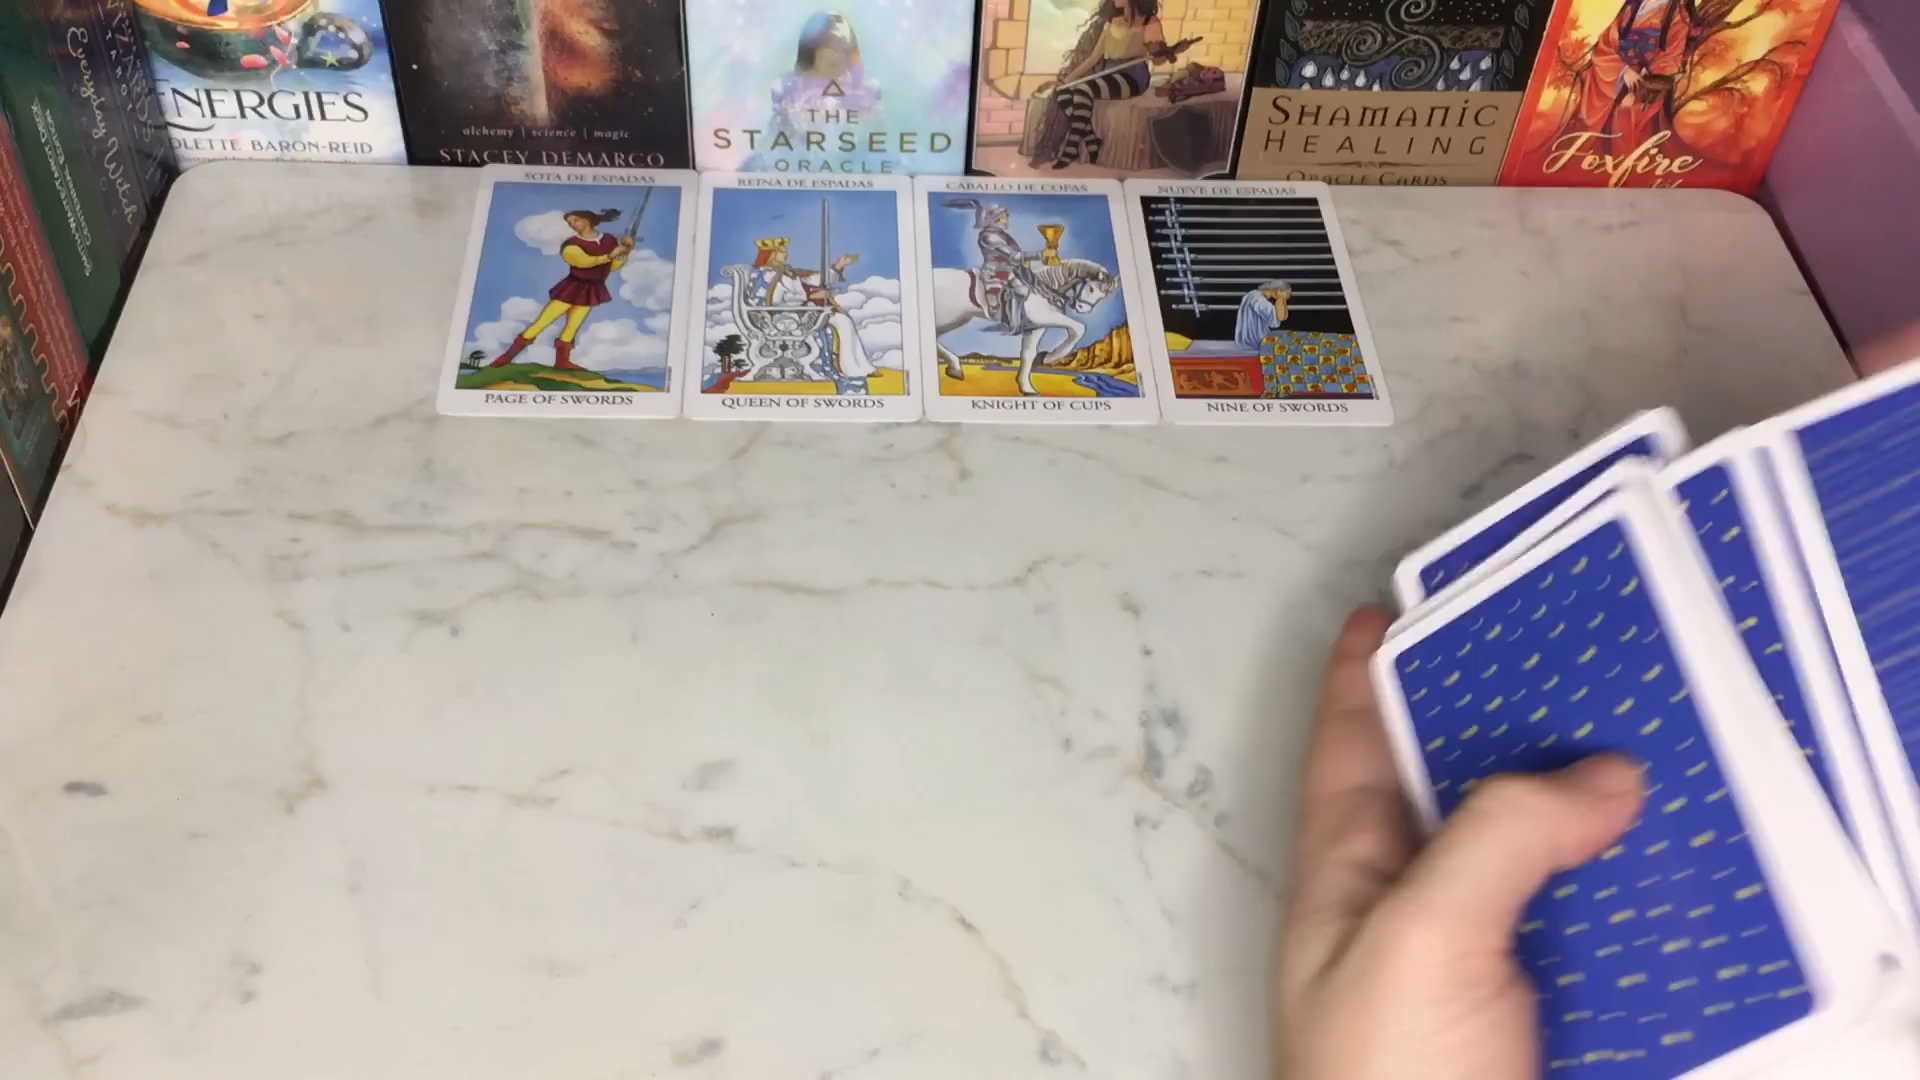 Everyday Witch
TAROT
ENERGIES
COLETTE BARON-REID
alchemy | science | magic
STACEY DEMARCO
THE
STARSEED
ORACLE
SHAMANIC
HEALING
ORACLE CARDS
Foxfire
SOTA DE ESPADAS
PAGE OF SWORDS
REINA DE ESPADAS
QUEEN OF SWORDS
CABALLO DE COPAS
KNIGHT OF CUPS
NUEVE DE ESPADAS
NINE OF SWORDS